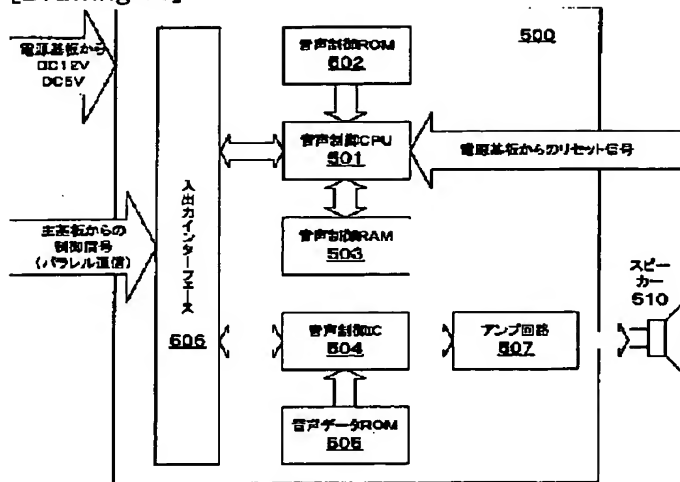 電源基板から
DC12V
DC5V
主基板からの
制御信号
(パラレル通信)
入出力インターフェース
506
音声制御ROM
502
音声制御CPU
501
音声制御RAM
503
音声制御IC
504
音声データROM
505
500
電源基板からのリセット信号
アンプ回路
507
スピー
カー
510